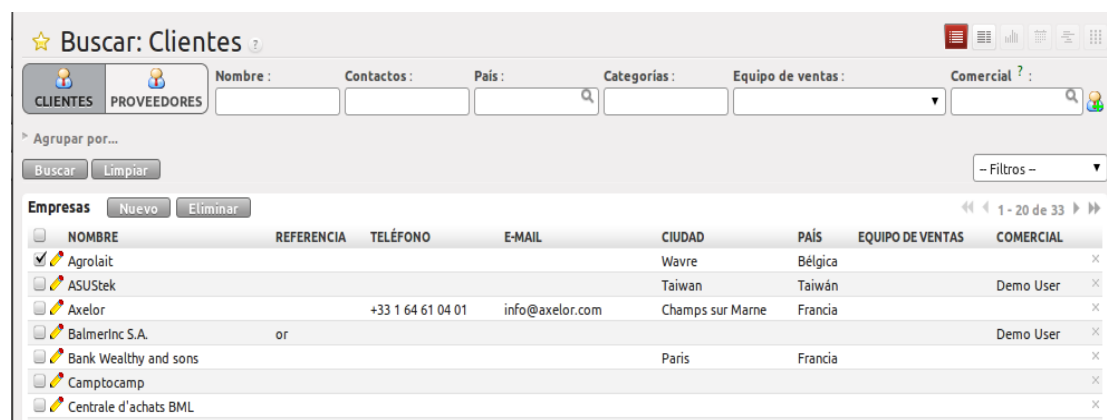 Buscar: Clientes ?
CLIENTES PROVEEDORES Nombre : Contactos : País : Categorías : Equipo de ventas : Comercial ? :
Agrupar por...
Buscar Limpiar -- Filtros --
Empresas Nuevo Eliminar 1 - 20 de 33
NOMBRE REFERENCIA TELÉFONO E-MAIL CIUDAD PAÍS EQUIPO DE VENTAS COMERCIAL
Agrolait Wavre Bélgica
ASUStek Taiwan Taiwán Demo User
Axelor +33 1 64 61 04 01 info@axelor.com Champs sur Marne Francia
BalmerInc S.A. or Demo User
Bank Wealthy and sons Paris Francia
Camptocamp
Centrale d'achats BML